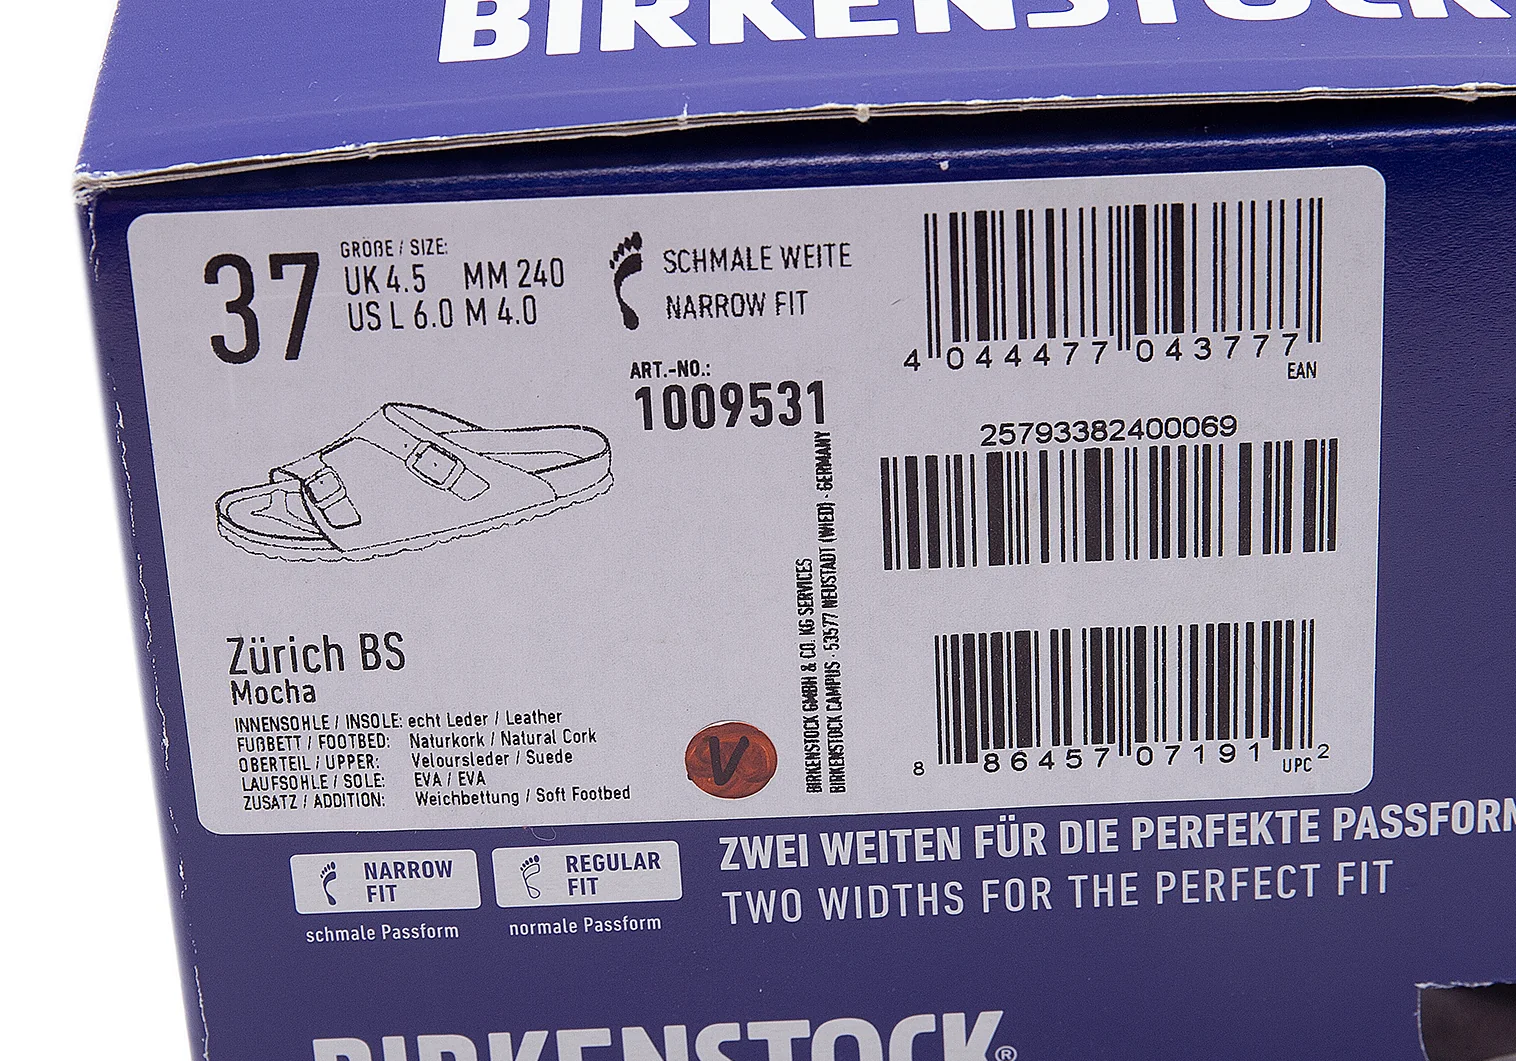 BIRKENSTOCK
37
GRÖßE / SIZE:
UK 4.5 MM 240
US L 6.0 M 4.0
SCHMALE WEITE
NARROW FIT
ART.-NO.:
1009531
4 044477 043777
EAN
25793382400069
8 86457 07191 2
UPC
BIRKENSTOCK GMBH & CO. KG SERVICES
BIRKENSTOCK CAMPUS · 53577 NEUSTADT (WIED) · GERMANY
Zürich BS
Mocha
INNENSOHLE / INSOLE: echt Leder / Leather
FUßBETT / FOOTBED: Naturkork / Natural Cork
OBERTEIL / UPPER: Veloursleder / Suede
LAUFSOHLE / SOLE: EVA / EVA
ZUSATZ / ADDITION: Weichbettung / Soft Footbed
V
NARROW FIT
schmale Passform
REGULAR FIT
normale Passform
ZWEI WEITEN FÜR DIE PERFEKTE PASSFORM
TWO WIDTHS FOR THE PERFECT FIT
BIRKENSTOCK®